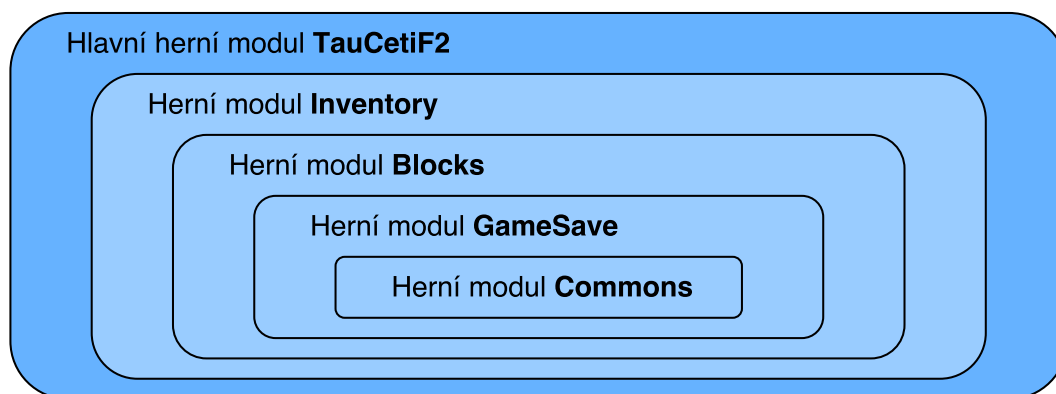 Hlavní herní modul TauCetiF2
Herní modul Inventory
Herní modul Blocks
Herní modul GameSave
Herní modul Commons